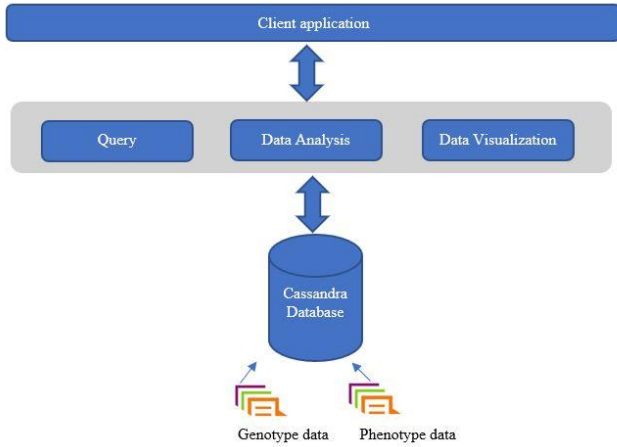 Client application
Query
Data Analysis
Data Visualization
Cassandra
Database
Genotype data
Phenotype data